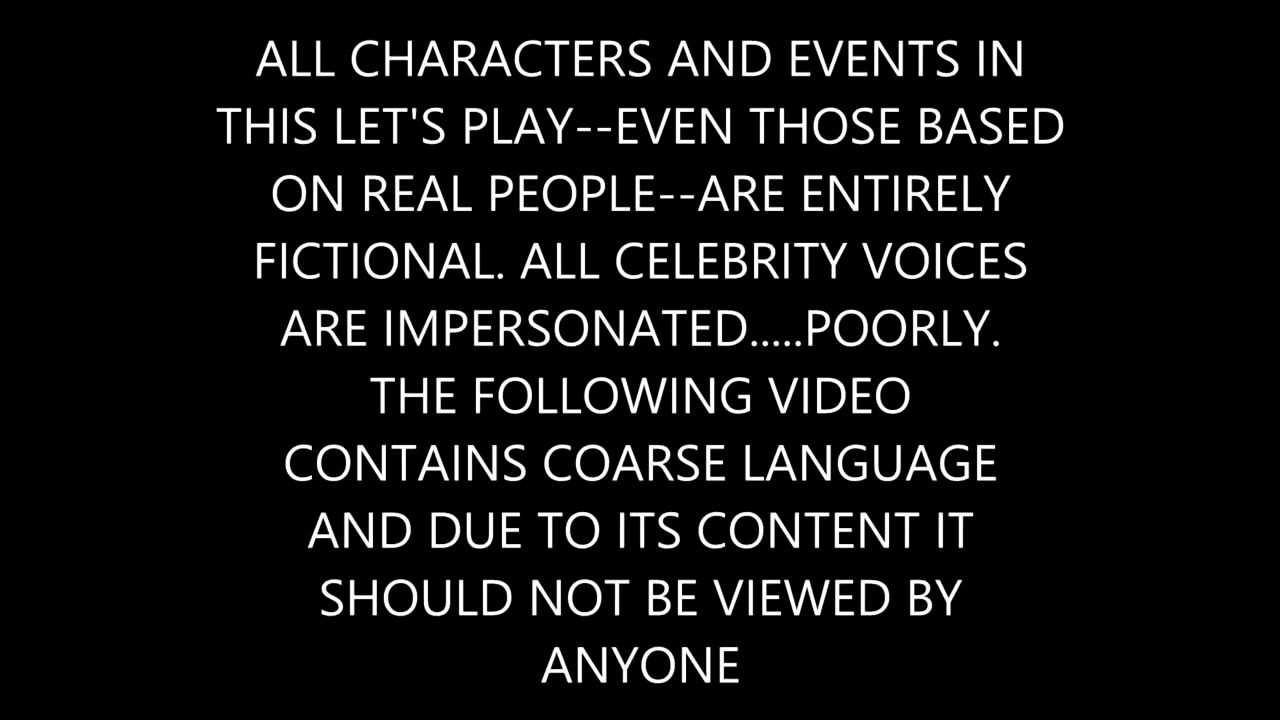 ALL CHARACTERS AND EVENTS IN
THIS LET'S PLAY--EVEN THOSE BASED
ON REAL PEOPLE--ARE ENTIRELY
FICTIONAL. ALL CELEBRITY VOICES
ARE IMPERSONATED.....POORLY.
THE FOLLOWING VIDEO
CONTAINS COARSE LANGUAGE
AND DUE TO ITS CONTENT IT
SHOULD NOT BE VIEWED BY
ANYONE